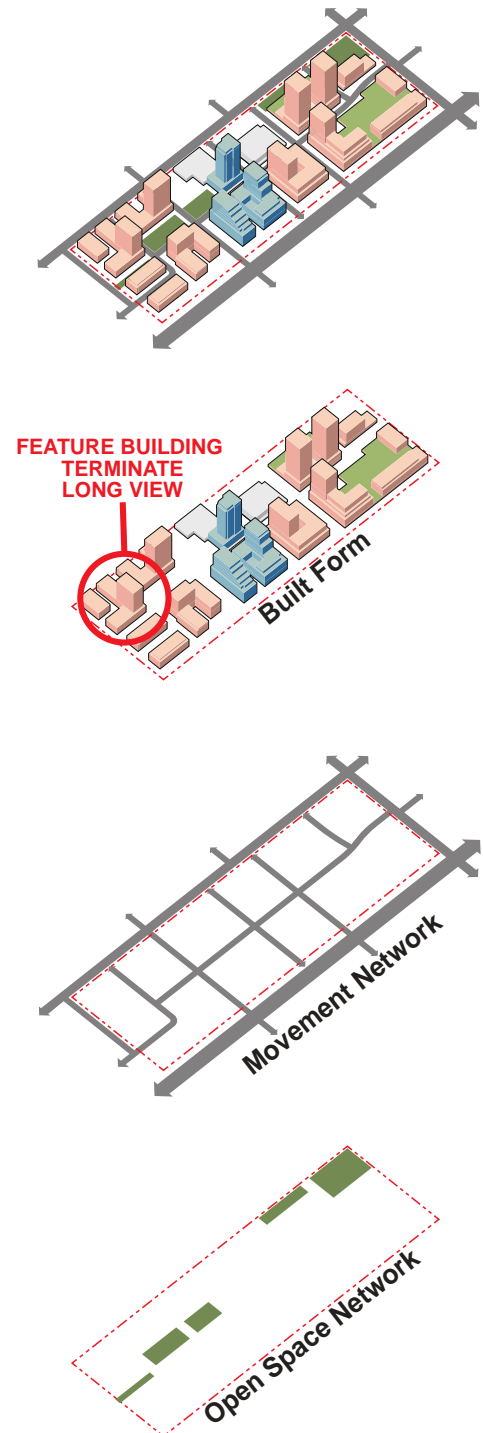 FEATURE BUILDING
TERMINATE
LONG VIEW
Built Form
Movement Network
Open Space Network